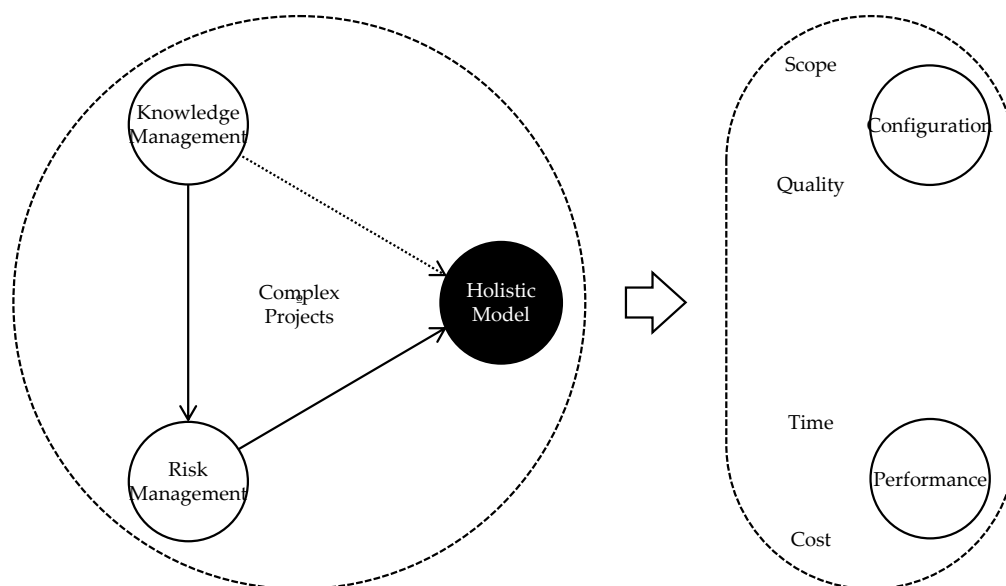 Knowledge
Management
Complex
Projects
Holistic
Model
Risk
Management
Scope
Configuration
Quality
Time
Performance
Cost